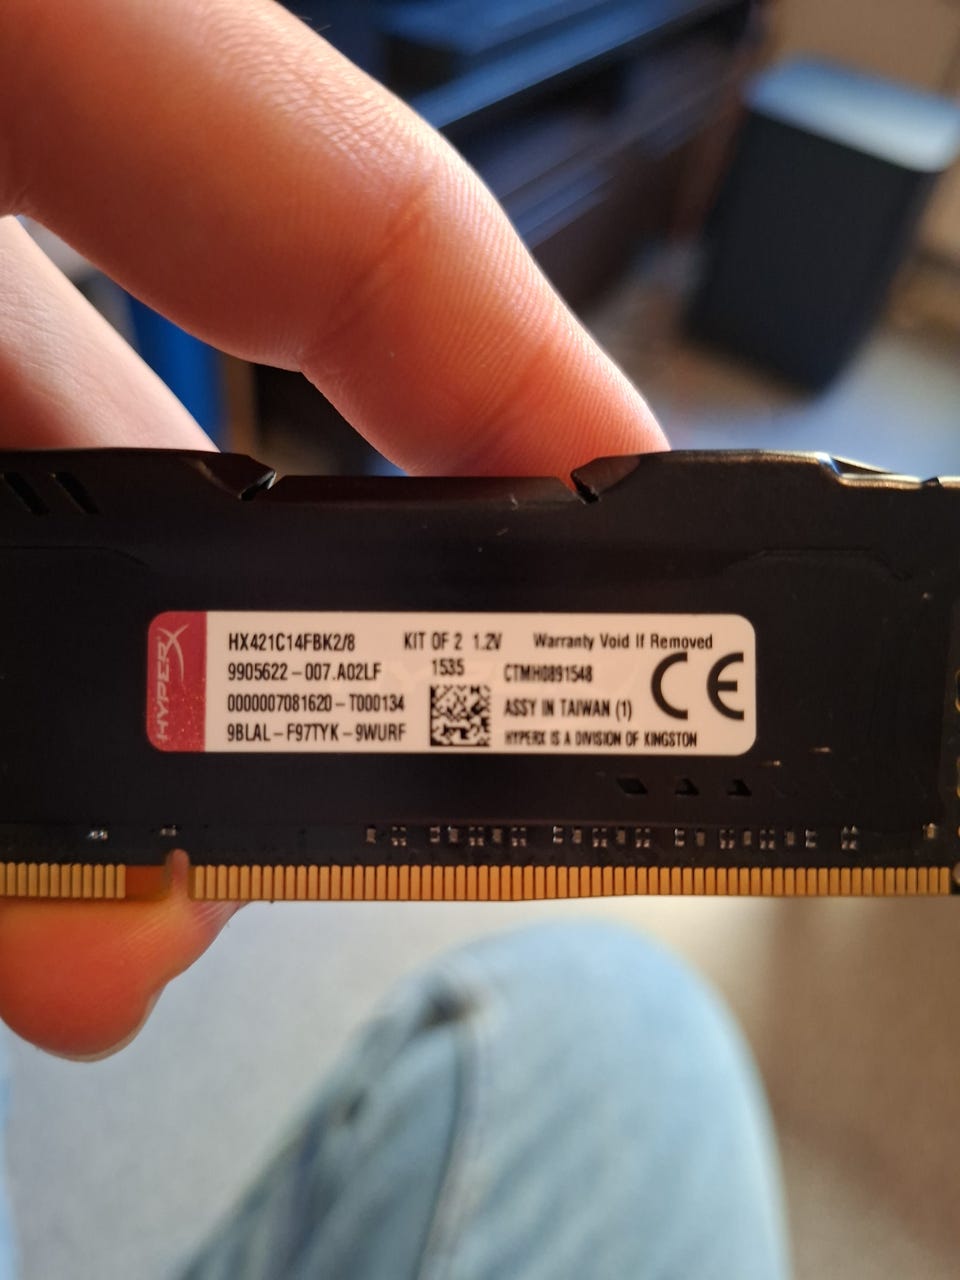 HYPERX
HX421C14FBK2/8 KIT OF 2 1.2V Warranty Void If Removed
9905622-007.A02LF 1535 CTMH0891548
0000007081620-T000134 ASSY IN TAIWAN (1)
9BLAL-F97TYK-9WURF HYPERX IS A DIVISION OF KINGSTON
CE